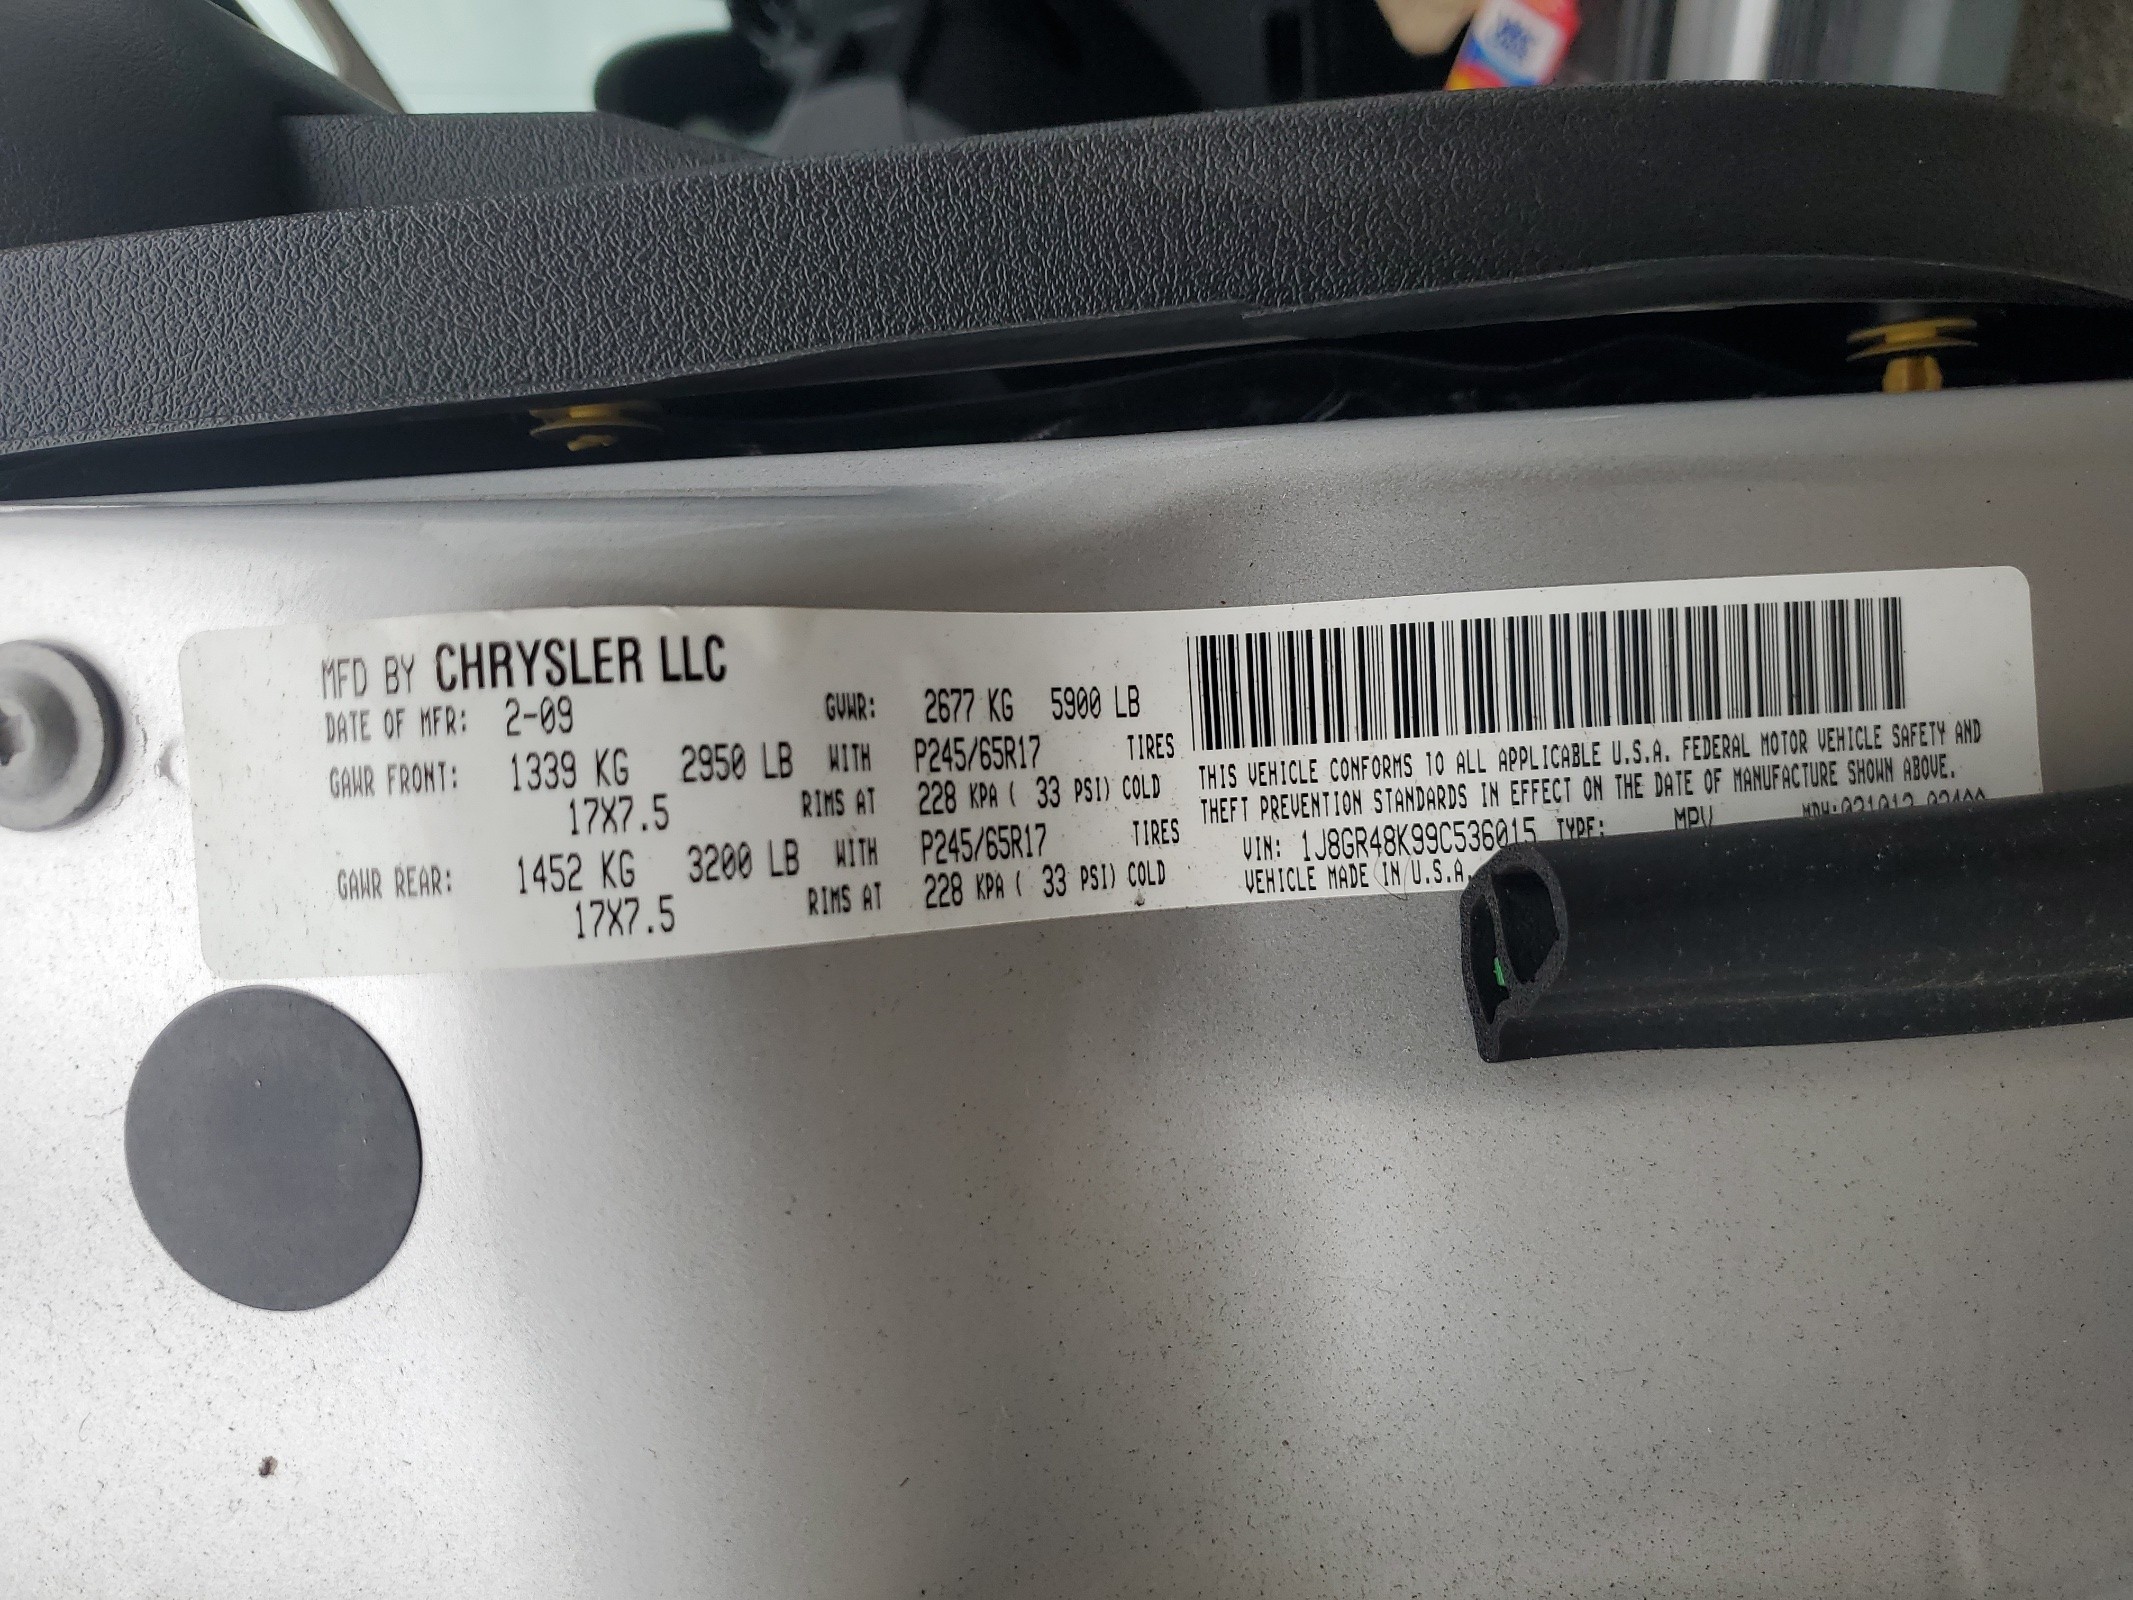 MFD BY CHRYSLER LLC
DATE OF MFR: 2-09 GVWR: 2677 KG 5900 LB
GAWR FRONT: 1339 KG 2950 LB WITH P245/65R17 TIRES
17X7.5 RIMS AT 228 KPA ( 33 PSI) COLD
GAWR REAR: 1452 KG 3200 LB WITH P245/65R17 TIRES
17X7.5 RIMS AT 228 KPA ( 33 PSI) COLD
THIS VEHICLE CONFORMS TO ALL APPLICABLE U.S.A. FEDERAL MOTOR VEHICLE SAFETY AND
THEFT PREVENTION STANDARDS IN EFFECT ON THE DATE OF MANUFACTURE SHOWN ABOVE.
VIN: 1J8GR48K99C536015 TYPE: MPV
VEHICLE MADE IN U.S.A.